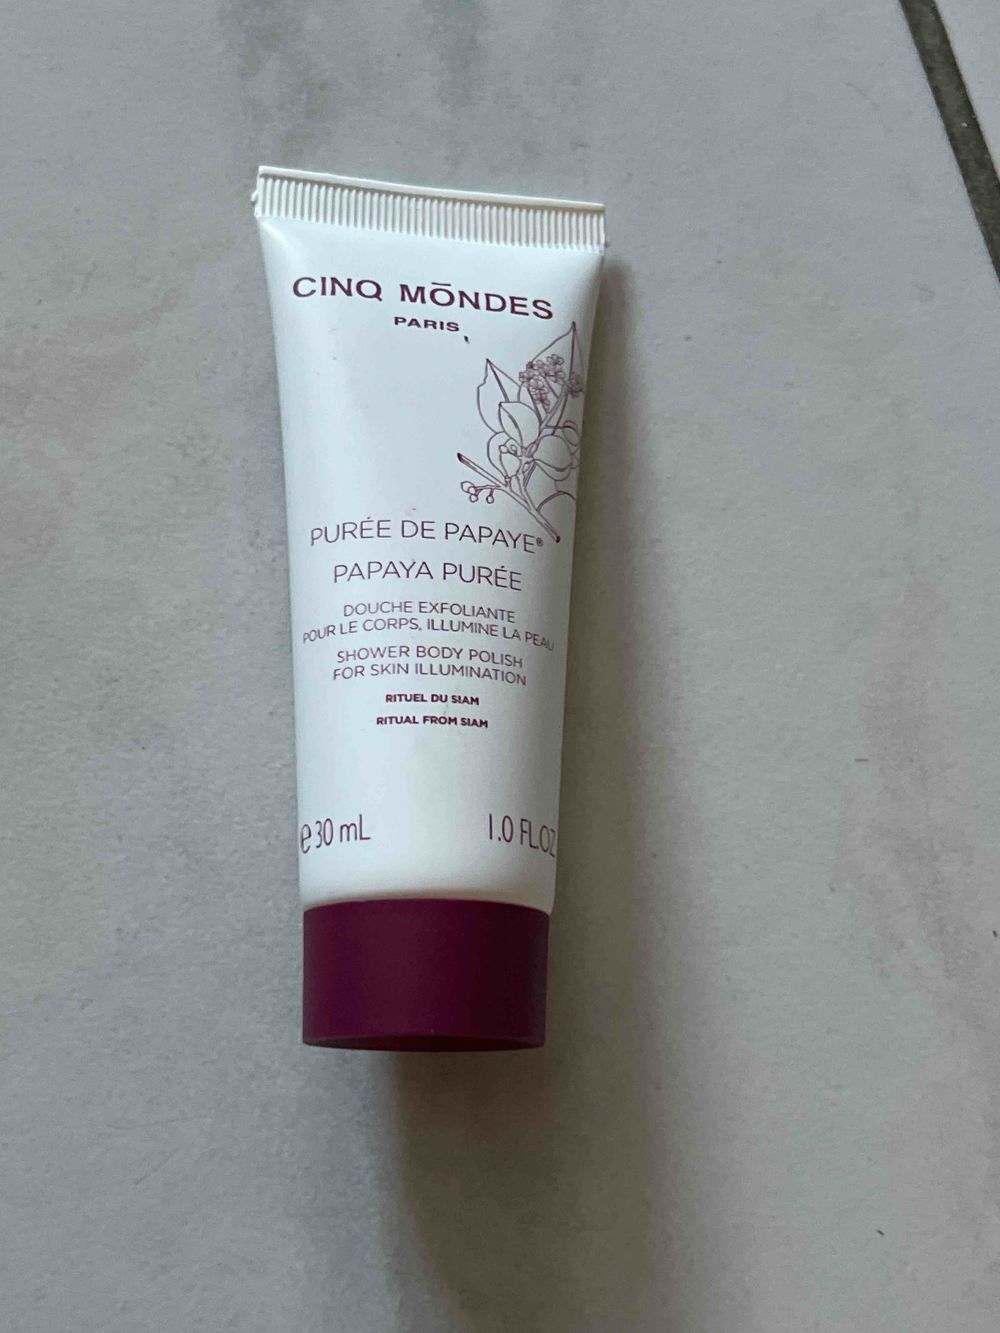 CINQ MŌNDES
PARIS
PURÉE DE PAPAYE®
PAPAYA PURÉE
DOUCHE EXFOLIANTE
POUR LE CORPS, ILLUMINE LA PEAU
SHOWER BODY POLISH
FOR SKIN ILLUMINATION
RITUEL DU SIAM
RITUAL FROM SIAM
℮ 30 mL 1.0 FL.OZ